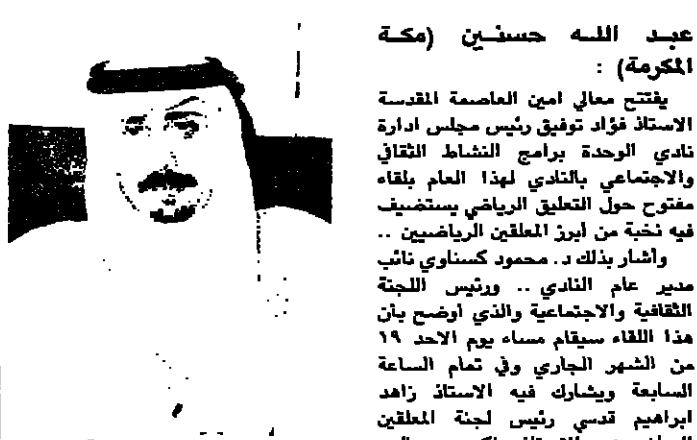 عبد الله حسنين (مكة
المكرمة) :
يفتتح معالي امين العاصمة المقدسة
الاستاذ فؤاد توفيق رئيس مجلس ادارة
نادي الوحدة برامج النشاط الثقافي
والاجتماعي بالنادي لهذا العام بلقاء
مفتوح حول التعليق الرياضي يستضيف
فيه نخبة من أبرز المعلقين الرياضيين ..
وأشار بذلك د. محمود كسناوي نائب
مدير عام النادي .. ورئيس اللجنة
الثقافية والاجتماعية والذي اوضح بأن
هذا اللقاء سيقام مساء يوم الاحد ١٩
من الشهر الجاري وفي تمام الساعة
السابعة ويشارك فيه الاستاذ زاهد
ابراهيم قدسي رئيس لجنة المعلقين